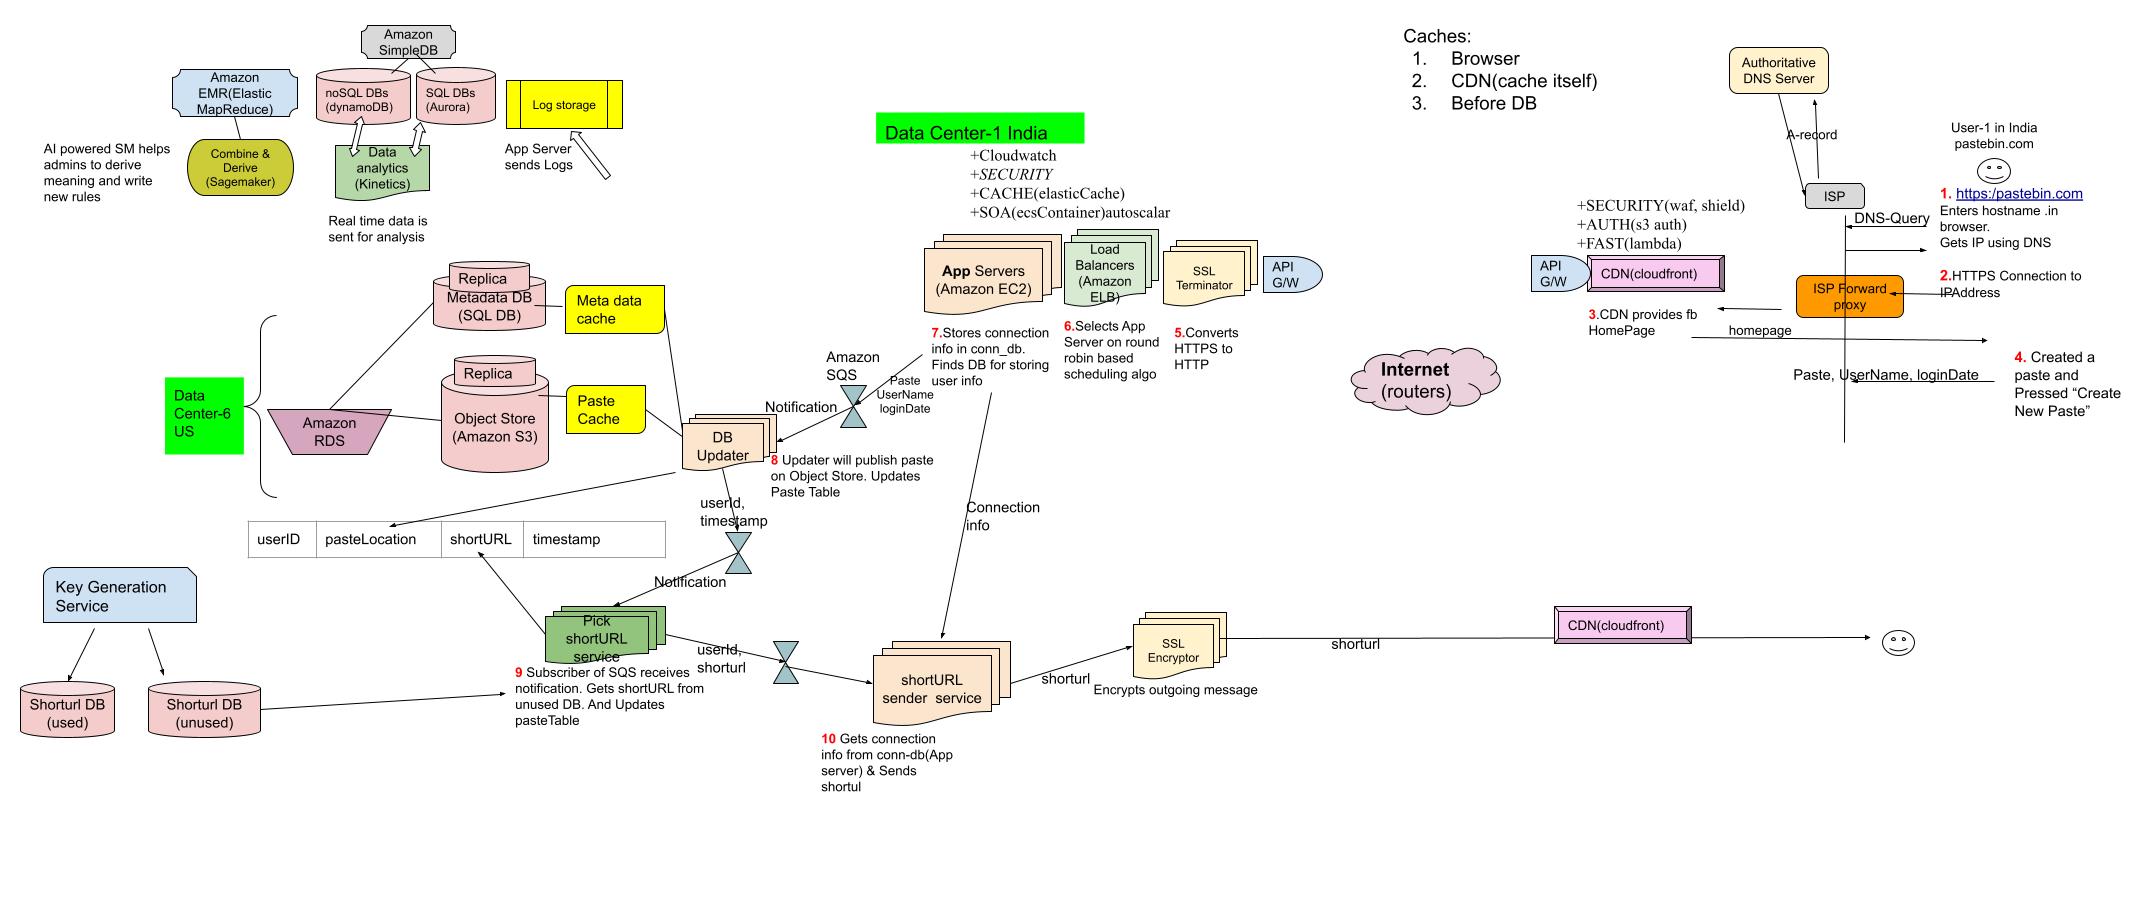 Amazon
SimpleDB
Amazon
EMR(Elastic
MapReduce)
noSQL DBs
(dynamoDB)
SQL DBs
(Aurora)
Log storage
AI powered SM helps
admins to derive
meaning and write
new rules
Combine &
Derive
(Sagemaker)
Data
analytics
(Kinetics)
App Server
sends Logs
Real time data is
sent for analysis
Data Center-1 India
+Cloudwatch
+SECURITY
+CACHE(elasticCache)
+SOA(ecsContainer)autoscalar
App Servers
(Amazon EC2)
Load
Balancers
(Amazon
ELB)
SSL
Terminator
API
G/W
7.Stores connection
info in conn_db.
Finds DB for storing
user info
6.Selects App
Server on round
robin based
scheduling algo
5.Converts
HTTPS to
HTTP
Caches:
1. Browser
2. CDN(cache itself)
3. Before DB
Authoritative
DNS Server
A-record
User-1 in India
pastebin.com
ISP
1. https:/pastebin.com
Enters hostname .in
browser.
Gets IP using DNS
DNS-Query
+SECURITY(waf, shield)
+AUTH(s3 auth)
+FAST(lambda)
API
G/W
CDN(cloudfront)
ISP Forward
proxy
2.HTTPS Connection to
IPAddress
3.CDN provides fb
HomePage
homepage
Internet
(routers)
Paste, UserName, loginDate
4. Created a
paste and
Pressed “Create
New Paste”
Replica
Metadata DB
(SQL DB)
Meta data
cache
Replica
Object Store
(Amazon S3)
Paste
Cache
Data
Center-6
US
Amazon
RDS
Amazon
SQS
Paste
UserName
loginDate
Notification
DB
Updater
8 Updater will publish paste
on Object Store. Updates
Paste Table
userId,
timestamp
Connection
info
userID pasteLocation shortURL timestamp
Notification
Key Generation
Service
Shorturl DB
(used)
Shorturl DB
(unused)
Pick
shortURL
service
9 Subscriber of SQS receives
notification. Gets shortURL from
unused DB. And Updates
pasteTable
userId,
shorturl
shortURL
sender service
10 Gets connection
info from conn-db(App
server) & Sends
shortul
shorturl
SSL
Encryptor
Encrypts outgoing message
shorturl
CDN(cloudfront)